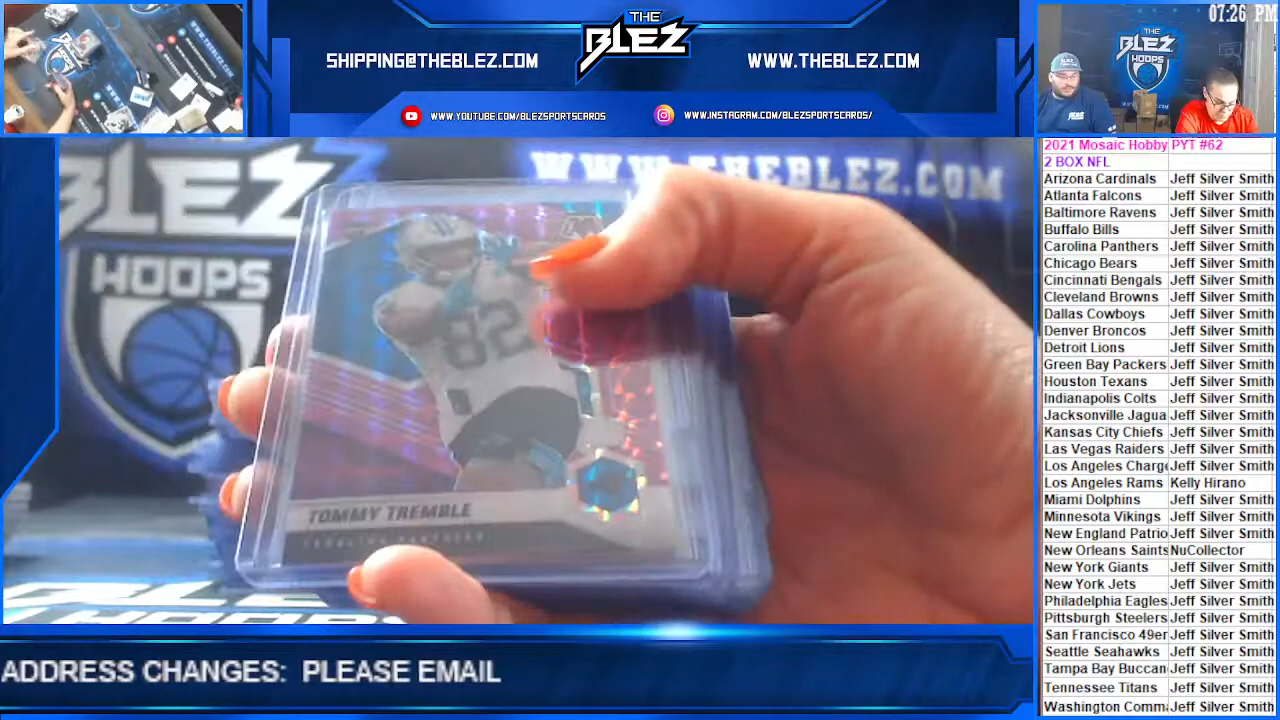 THE
BLEZ
SHIPPING@THEBLEZ.COM
WWW.THEBLEZ.COM
WWW.YOUTUBE.COM/BLEZSPORTSCARDS
WWW.INSTAGRAM.COM/BLEZSPORTSCARDS/
07:26 PM
THE
BLEZ
HOOPS
WWW.THEBLEZ.COM
BLEZ
HOOPS
82
TOMMY TREMBLE
CAROLINA PANTHERS
2021 Mosaic Hobby PYT #62
2 BOX NFL
Arizona Cardinals Jeff Silver Smith
Atlanta Falcons Jeff Silver Smith
Baltimore Ravens Jeff Silver Smith
Buffalo Bills Jeff Silver Smith
Carolina Panthers Jeff Silver Smith
Chicago Bears Jeff Silver Smith
Cincinnati Bengals Jeff Silver Smith
Cleveland Browns Jeff Silver Smith
Dallas Cowboys Jeff Silver Smith
Denver Broncos Jeff Silver Smith
Detroit Lions Jeff Silver Smith
Green Bay Packers Jeff Silver Smith
Houston Texans Jeff Silver Smith
Indianapolis Colts Jeff Silver Smith
Jacksonville Jagua Jeff Silver Smith
Kansas City Chiefs Jeff Silver Smith
Las Vegas Raiders Jeff Silver Smith
Los Angeles Charge Jeff Silver Smith
Los Angeles Rams Kelly Hirano
Miami Dolphins Jeff Silver Smith
Minnesota Vikings Jeff Silver Smith
New England Patrio Jeff Silver Smith
New Orleans Saints NuCollector
New York Giants Jeff Silver Smith
New York Jets Jeff Silver Smith
Philadelphia Eagles Jeff Silver Smith
Pittsburgh Steelers Jeff Silver Smith
San Francisco 49er Jeff Silver Smith
Seattle Seahawks Jeff Silver Smith
Tampa Bay Buccan Jeff Silver Smith
Tennessee Titans Jeff Silver Smith
Washington Comma Jeff Silver Smith
ADDRESS CHANGES: PLEASE EMAIL